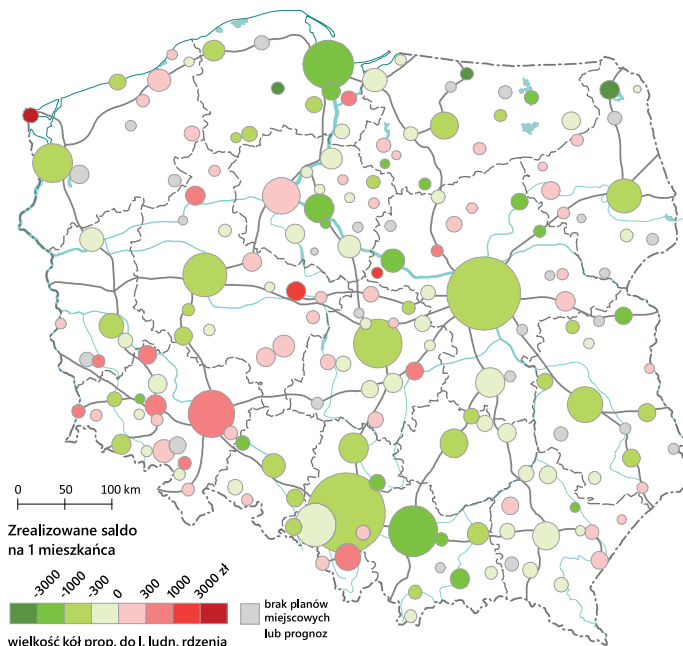 0 50 100 km
Zrealizowane saldo
na 1 mieszkańca
-3000 -1000 -300 0 300 1000 3000 zł
brak planów
miejscowych
lub prognoz
wielkość kół prop. do l. ludn. rdzenia